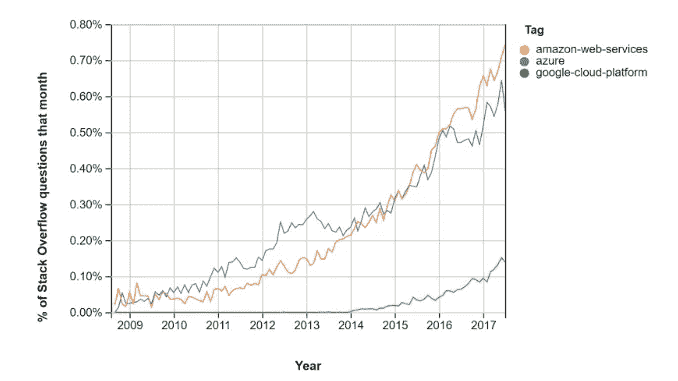 % of Stack Overflow questions that month
0.80%
0.70%
0.60%
0.50%
0.40%
0.30%
0.20%
0.10%
0.00%
2009 2010 2011 2012 2013 2014 2015 2016 2017
Year
Tag
amazon-web-services
azure
google-cloud-platform